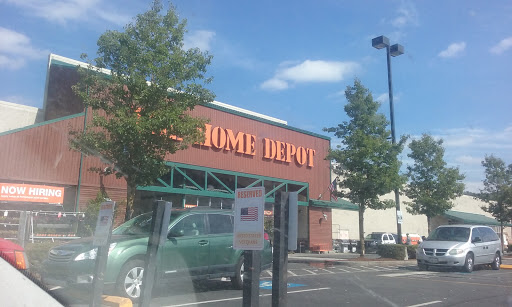 HOME DEPOT
NOW HIRING
RESERVED